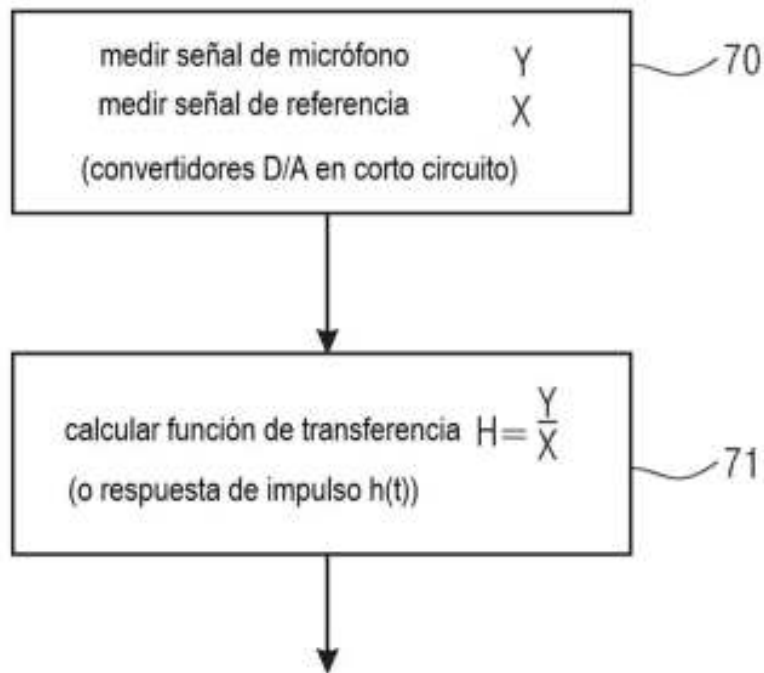 medir señal de micrófono Y
medir señal de referencia X
(convertidores D/A en corto circuito)
70
calcular función de transferencia H=Y/X
(o respuesta de impulso h(t))
71